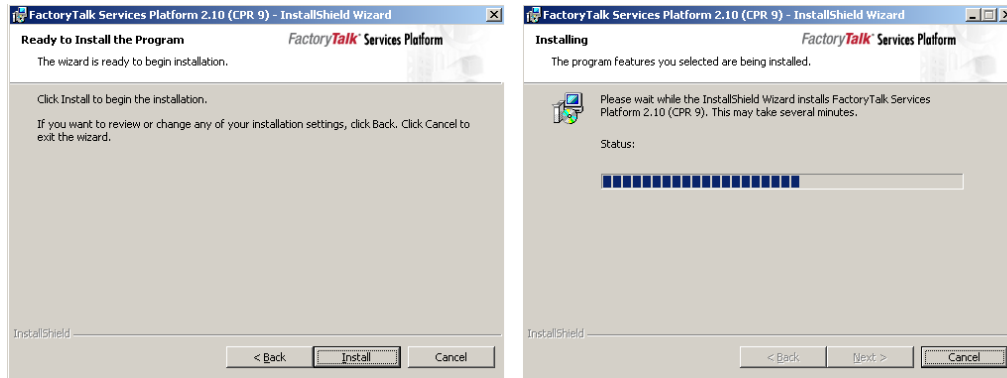 FactoryTalk Services Platform 2.10 (CPR 9) - InstallShield Wizard
Ready to Install the Program
FactoryTalk Services Platform
The wizard is ready to begin installation.
Click Install to begin the installation.
If you want to review or change any of your installation settings, click Back. Click Cancel to
exit the wizard.
InstallShield
< Back
Install
Cancel
FactoryTalk Services Platform 2.10 (CPR 9) - InstallShield Wizard
Installing
FactoryTalk Services Platform
The program features you selected are being installed.
Please wait while the InstallShield Wizard installs FactoryTalk Services
Platform 2.10 (CPR 9). This may take several minutes.
Status:
InstallShield
< Back
Next >
Cancel